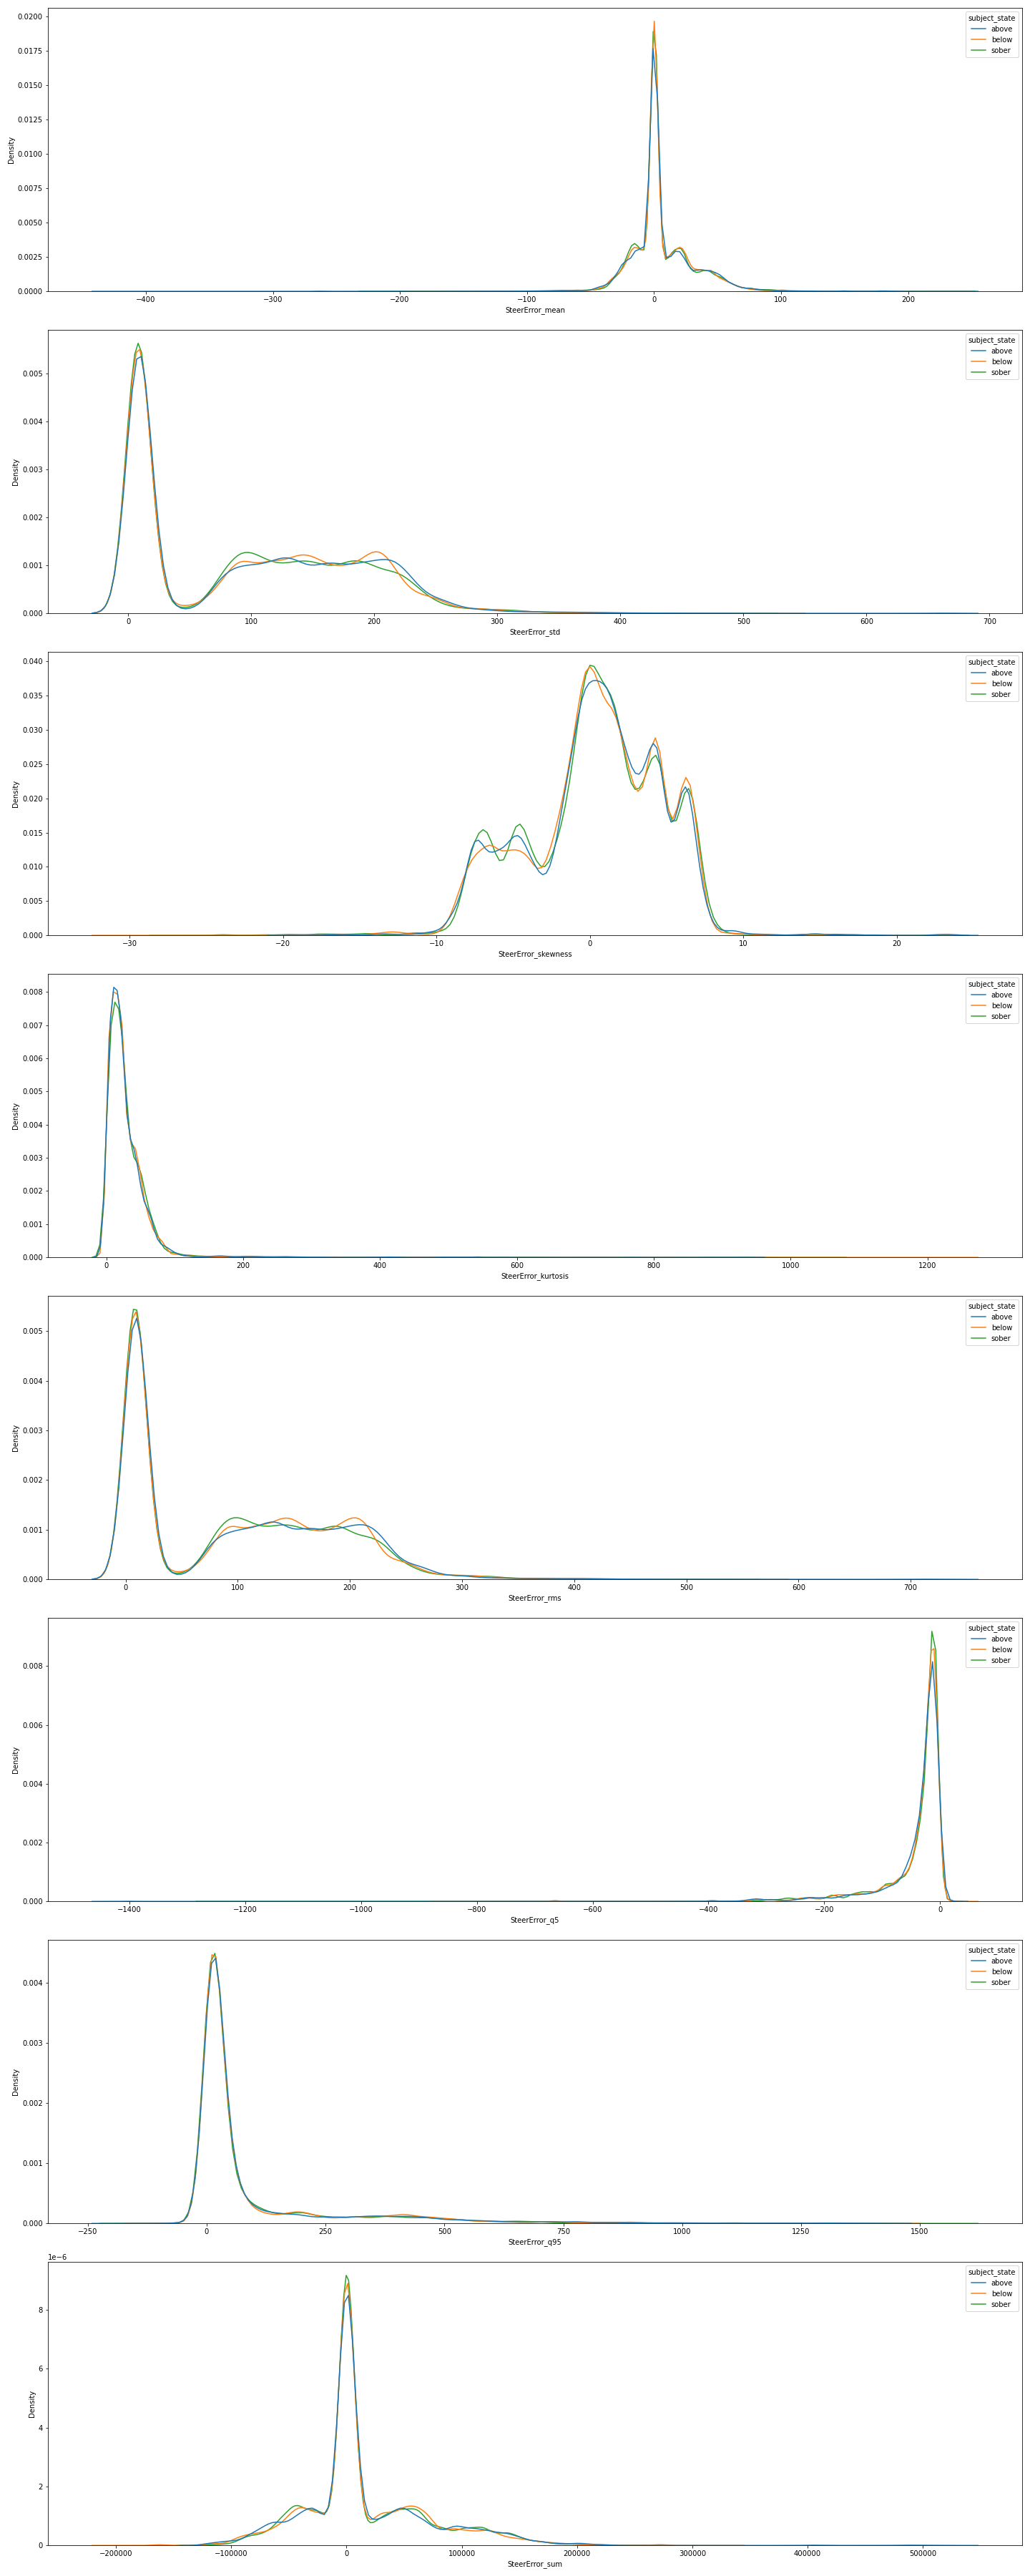 subject_state
above
below
sober
0.0200
0.0175
0.0150
0.0125
0.0100
0.0075
0.0050
0.0025
0.0000
Density
−400 −300 −200 −100 0 100 200
SteerError_mean
subject_state
above
below
sober
0.005
0.004
0.003
0.002
0.001
0.000
Density
0 100 200 300 400 500 600 700
SteerError_std
subject_state
above
below
sober
0.040
0.035
0.030
0.025
0.020
0.015
0.010
0.005
0.000
Density
−30 −20 −10 0 10 20
SteerError_skewness
subject_state
above
below
sober
0.008
0.007
0.006
0.005
0.004
0.003
0.002
0.001
0.000
Density
0 200 400 600 800 1000 1200
SteerError_kurtosis
subject_state
above
below
sober
0.005
0.004
0.003
0.002
0.001
0.000
Density
0 100 200 300 400 500 600 700
SteerError_rms
subject_state
above
below
sober
0.008
0.006
0.004
0.002
0.000
Density
−1400 −1200 −1000 −800 −600 −400 −200 0
SteerError_q5
subject_state
above
below
sober
0.004
0.003
0.002
0.001
0.000
Density
−250 0 250 500 750 1000 1250 1500
SteerError_q95
1e−6
subject_state
above
below
sober
8
6
4
2
0
Density
−200000 −100000 0 100000 200000 300000 400000 500000
SteerError_sum